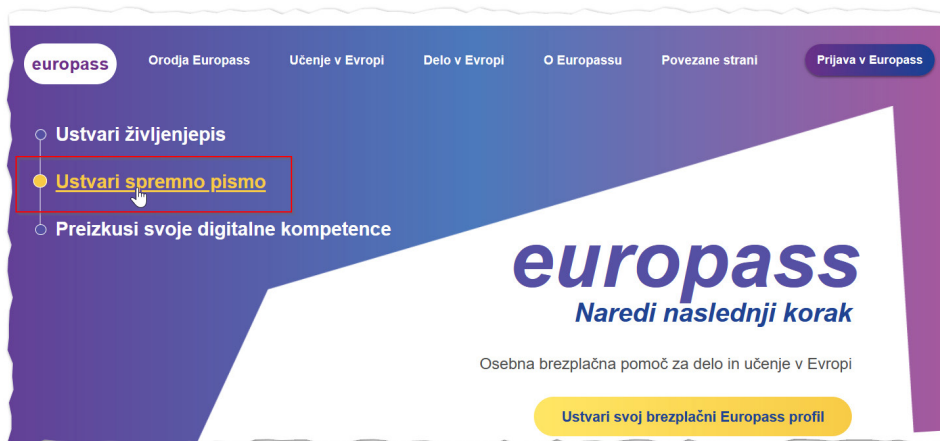 europass
Orodja Europass
Učenje v Evropi
Delo v Evropi
O Europassu
Povezane strani
Prijava v Europass
Ustvari življenjepis
Ustvari spremno pismo
Preizkusi svoje digitalne kompetence
europass
Naredi naslednji korak
Osebna brezplačna pomoč za delo in učenje v Evropi
Ustvari svoj brezplačni Europass profil